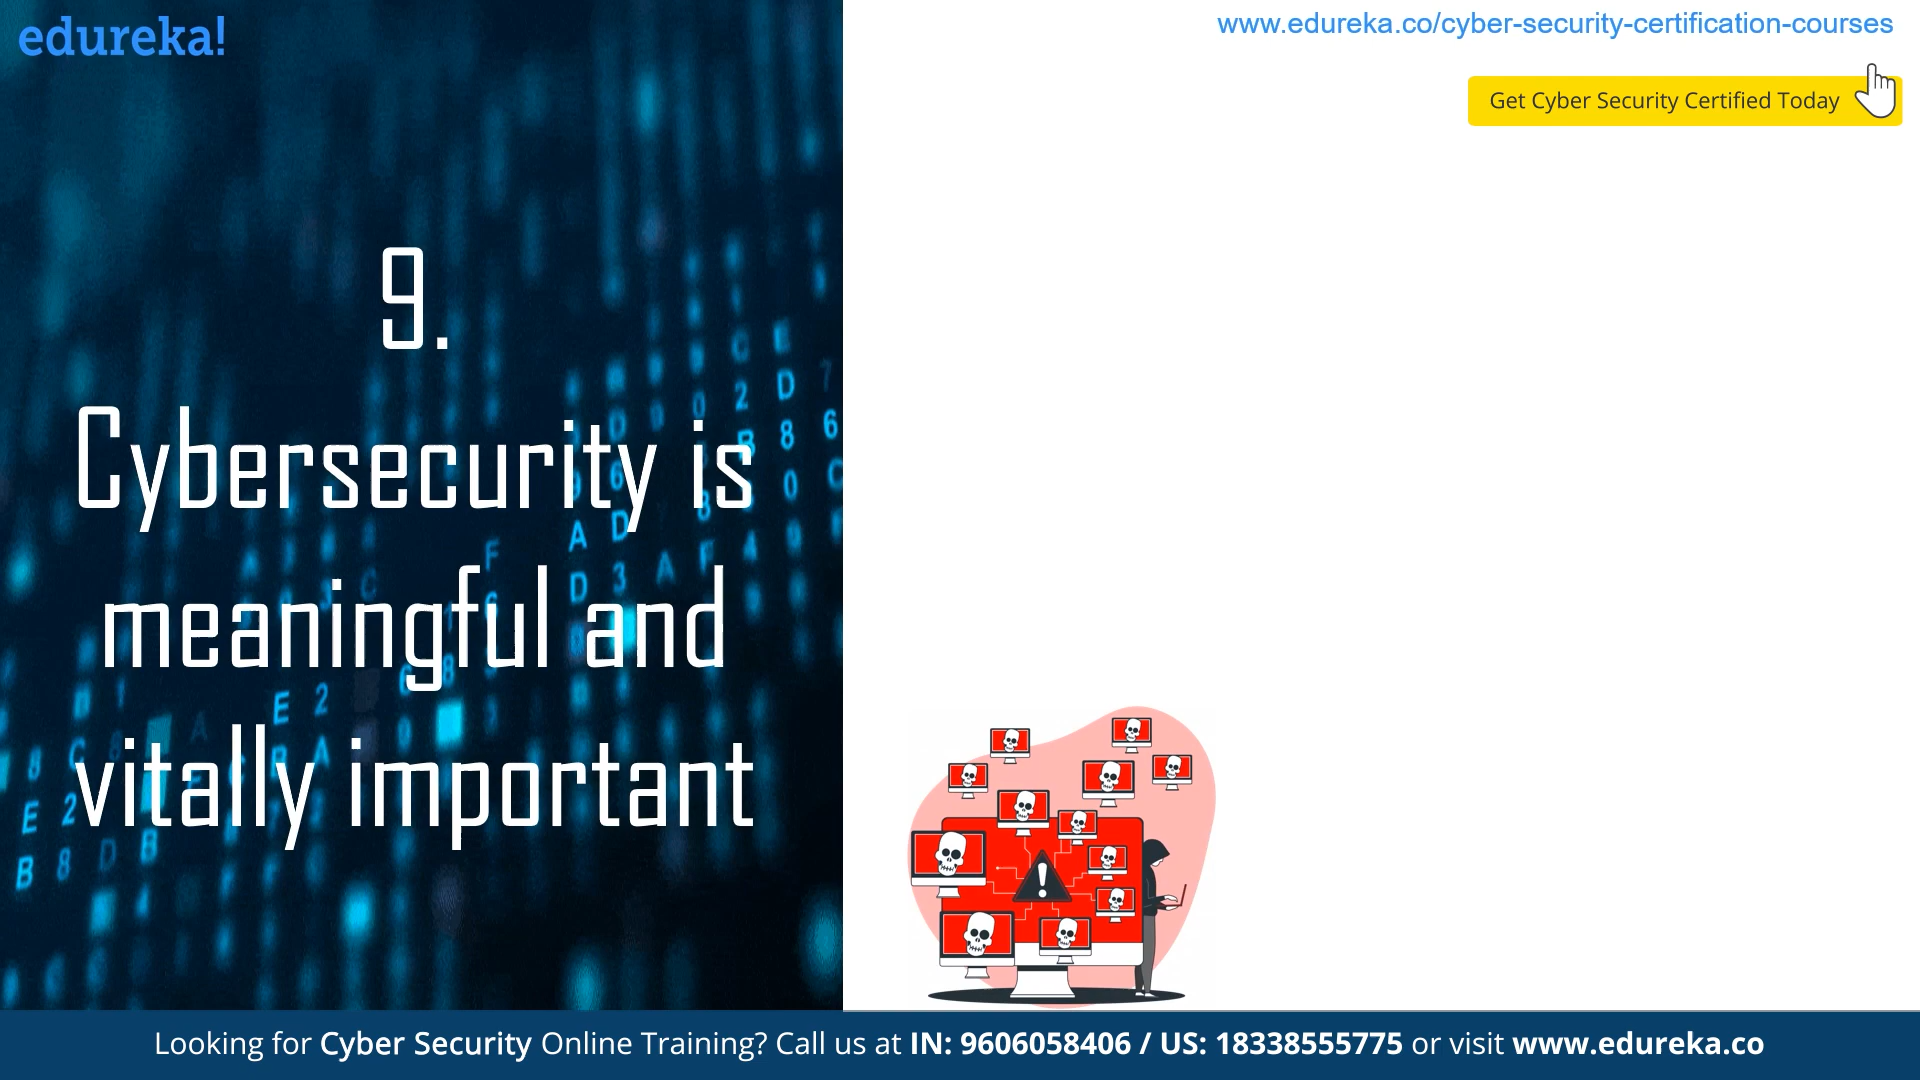 edureka!
www.edureka.co/cyber-security-certification-courses
Get Cyber Security Certified Today
9.
Cybersecurity is
meaningful and
vitally important
Looking for Cyber Security Online Training? Call us at IN: 9606058406 / US: 18338555775 or visit www.edureka.co